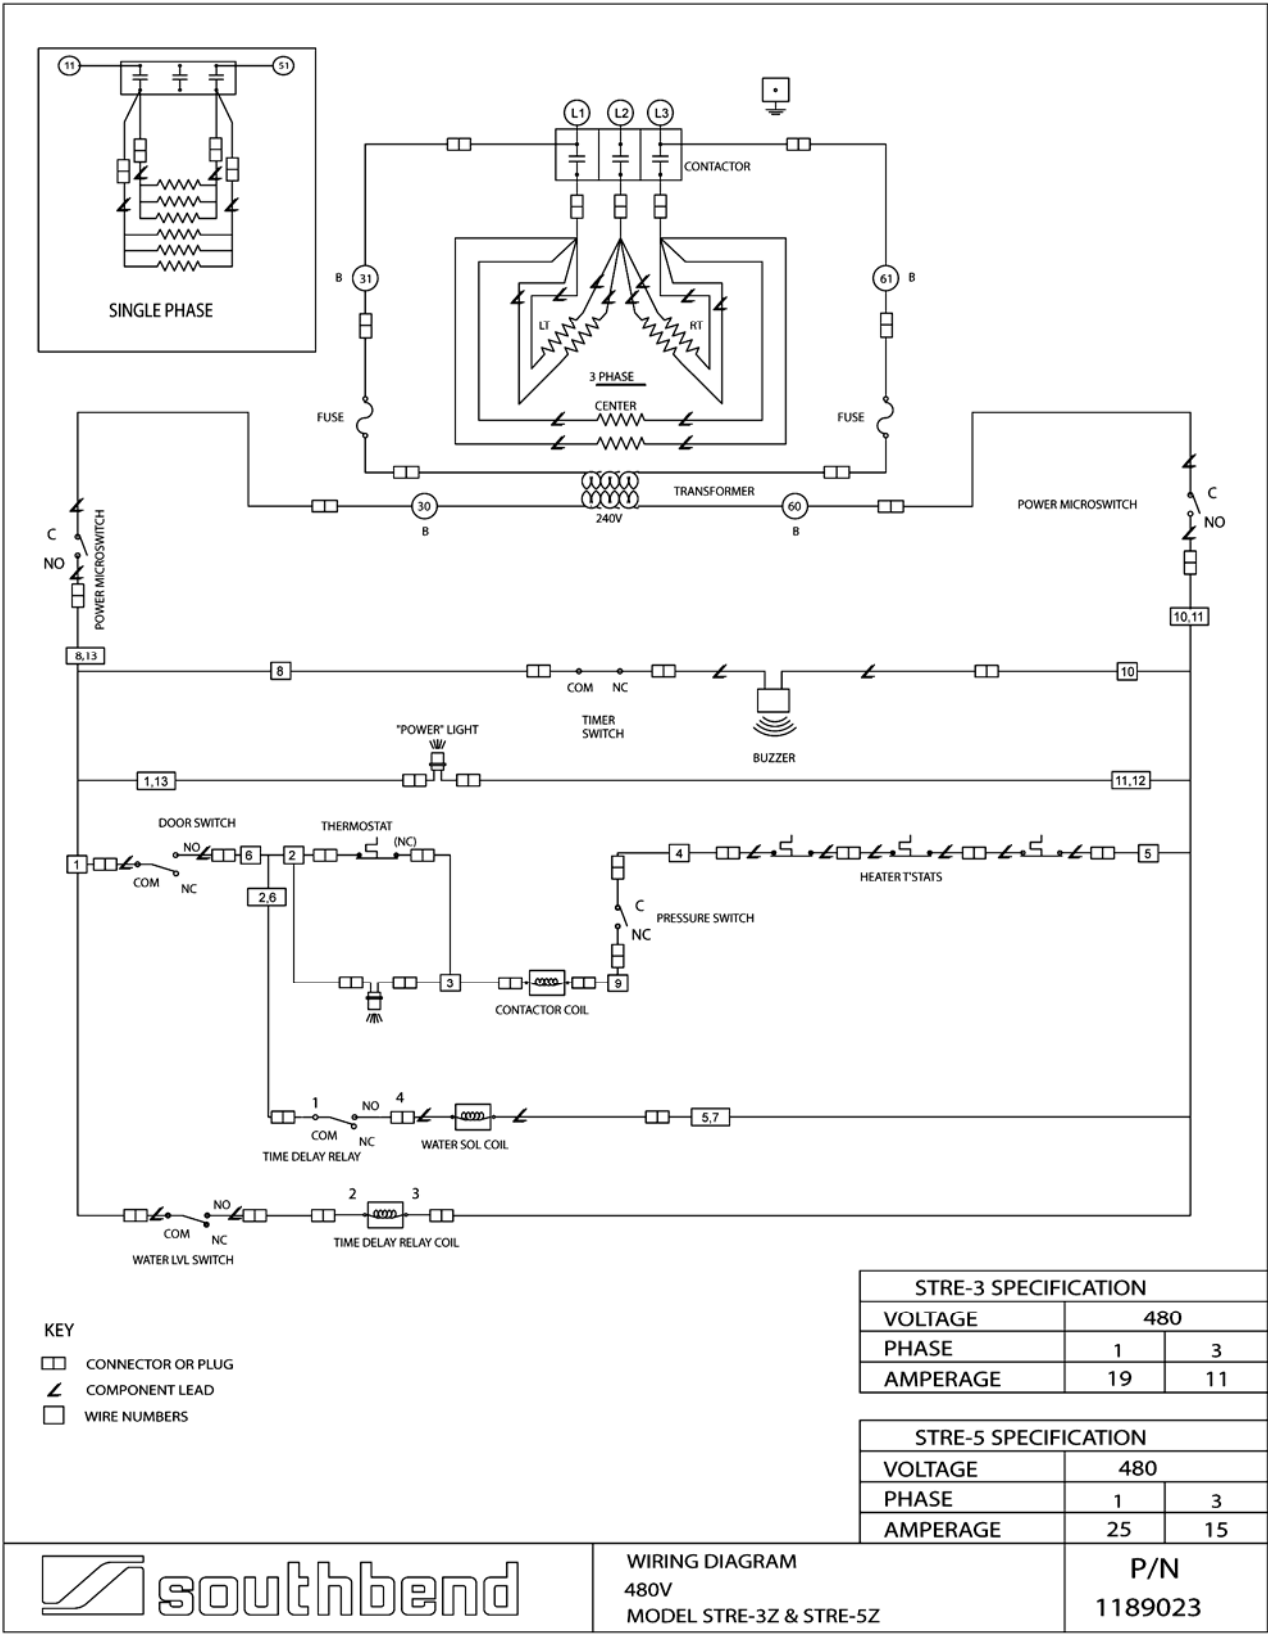 11
51
SINGLE PHASE
L1 L2 L3
CONTACTOR
B 31
61 B
LT RT
3 PHASE
CENTER
FUSE
FUSE
TRANSFORMER
240V
30
B
60
B
POWER MICROSWITCH
C
NO
C
NO
POWER MICROSWITCH
10,11
8,13
8
COM NC
TIMER
SWITCH
BUZZER
10
"POWER" LIGHT
1,13
11,12
DOOR SWITCH
1
COM
NO
NC
6
2
2,6
THERMOSTAT
(NC)
4
HEATER T'STATS
5
C
PRESSURE SWITCH
NC
3
CONTACTOR COIL
9
1
NO
4
COM
NC
TIME DELAY RELAY
WATER SOL COIL
5,7
NO
COM
NC
WATER LVL SWITCH
2 3
TIME DELAY RELAY COIL
KEY
CONNECTOR OR PLUG
COMPONENT LEAD
WIRE NUMBERS
STRE-3 SPECIFICATION
VOLTAGE 480
PHASE 1 3
AMPERAGE 19 11
STRE-5 SPECIFICATION
VOLTAGE 480
PHASE 1 3
AMPERAGE 25 15
southbend
WIRING DIAGRAM
480V
MODEL STRE-3Z & STRE-5Z
P/N
1189023